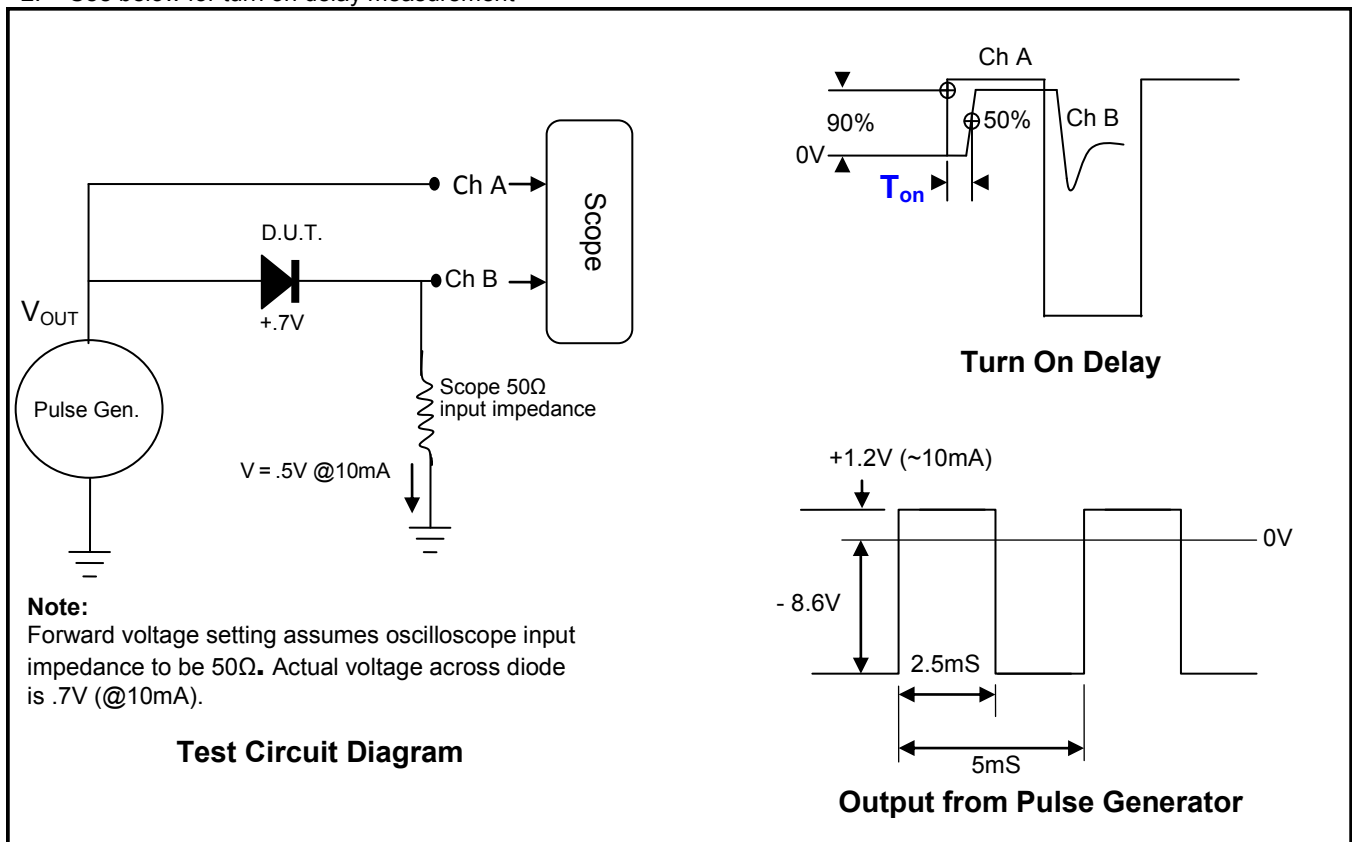 2. See below for turn on delay measurement
Ch A
90%
50%
Ch B
0V
Ton
Turn On Delay
Ch A
Scope
D.U.T.
Ch B
VOUT
+.7V
Pulse Gen.
Scope 50Ω
input impedance
V = .5V @10mA
Note:
Forward voltage setting assumes oscilloscope input
impedance to be 50Ω. Actual voltage across diode
is .7V (@10mA).
Test Circuit Diagram
+1.2V (~10mA)
0V
- 8.6V
2.5mS
5mS
Output from Pulse Generator